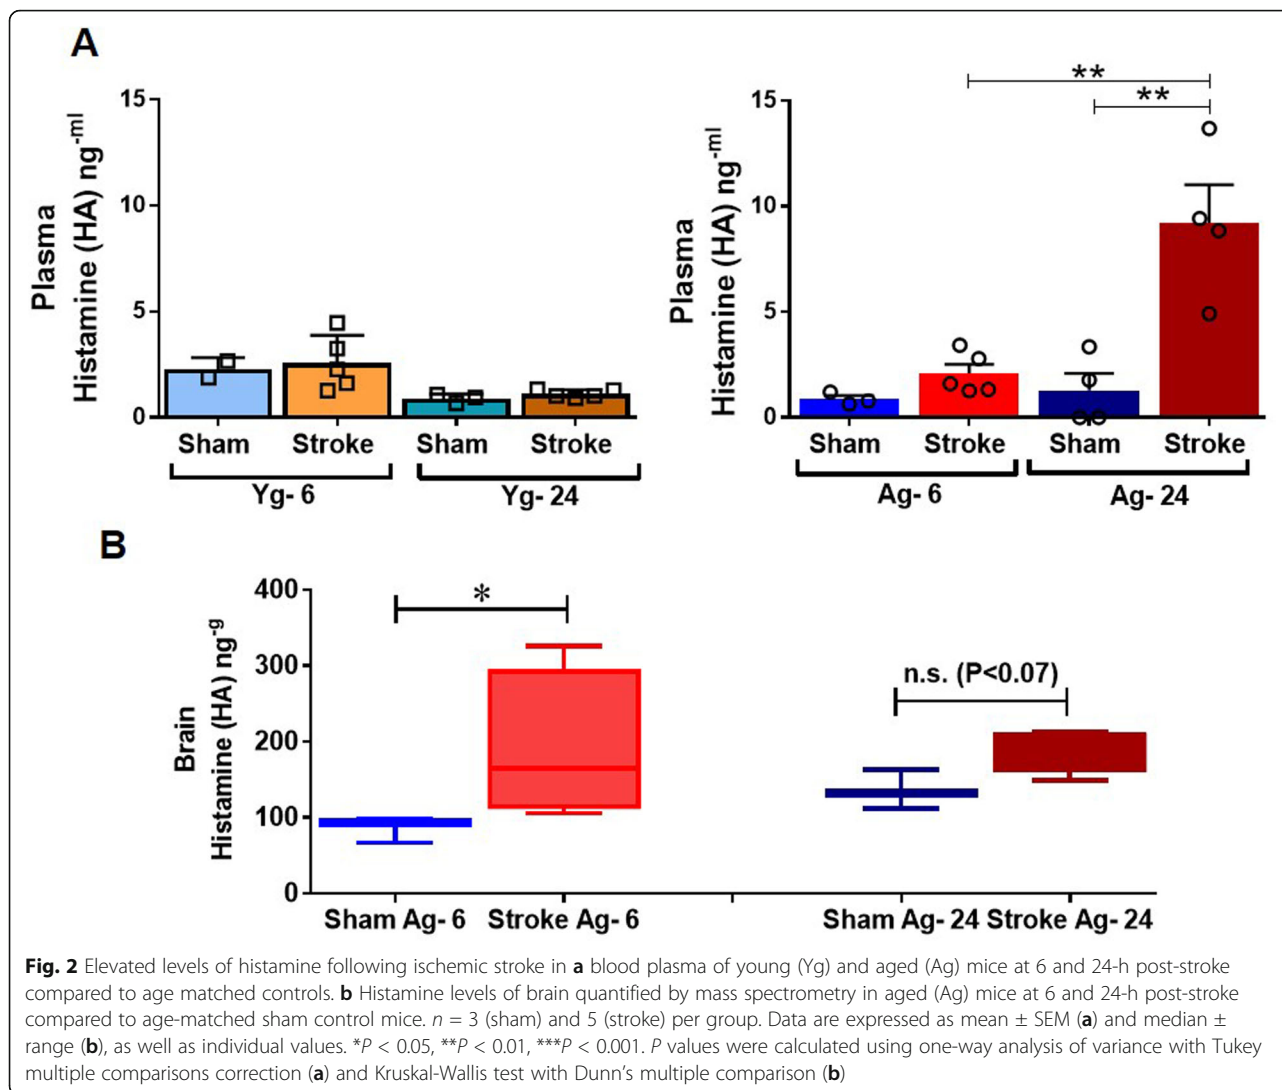 A
Plasma
Histamine (HA) ng-ml
15
10
5
0
Sham Stroke Sham Stroke
Yg- 6 Yg- 24
** 
**
Plasma
Histamine (HA) ng-ml
15
10
5
0
Sham Stroke Sham Stroke
Ag- 6 Ag- 24
B
Brain
Histamine (HA) ng-g
400
300
200
100
0
*
n.s. (P<0.07)
Sham Ag- 6 Stroke Ag- 6 Sham Ag- 24 Stroke Ag- 24
Fig. 2 Elevated levels of histamine following ischemic stroke in a blood plasma of young (Yg) and aged (Ag) mice at 6 and 24-h post-stroke
compared to age matched controls. b Histamine levels of brain quantified by mass spectrometry in aged (Ag) mice at 6 and 24-h post-stroke
compared to age-matched sham control mice. n = 3 (sham) and 5 (stroke) per group. Data are expressed as mean ± SEM (a) and median ±
range (b), as well as individual values. *P < 0.05, **P < 0.01, ***P < 0.001. P values were calculated using one-way analysis of variance with Tukey
multiple comparisons correction (a) and Kruskal-Wallis test with Dunn’s multiple comparison (b)